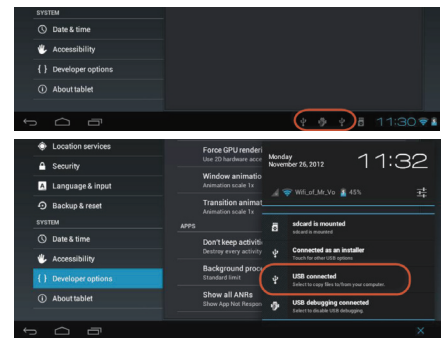 SYSTEM
Date & time
Accessibility
{ } Developer options
About tablet
11:30
Location services
Security
Language & input
Backup & reset
SYSTEM
Date & time
Accessibility
{ } Developer options
About tablet
Force GPU renderi
Use 2D hardware acce
Window animatio
Animation scale 1x
Transition animat
Animation scale 1x
APPS
Don't keep activiti
Destroy every activity
Background proc
Standard limit
Show all ANRs
Show App Not Respon
Monday
November 26, 2012
11:32
Wifi_of_Mr_Vo
45%
sdcard is mounted
sdcard is mounted
Connected as an installer
Touch for other USB options
USB connected
Select to copy files to/from your computer.
USB debugging connected
Select to disable USB debugging.